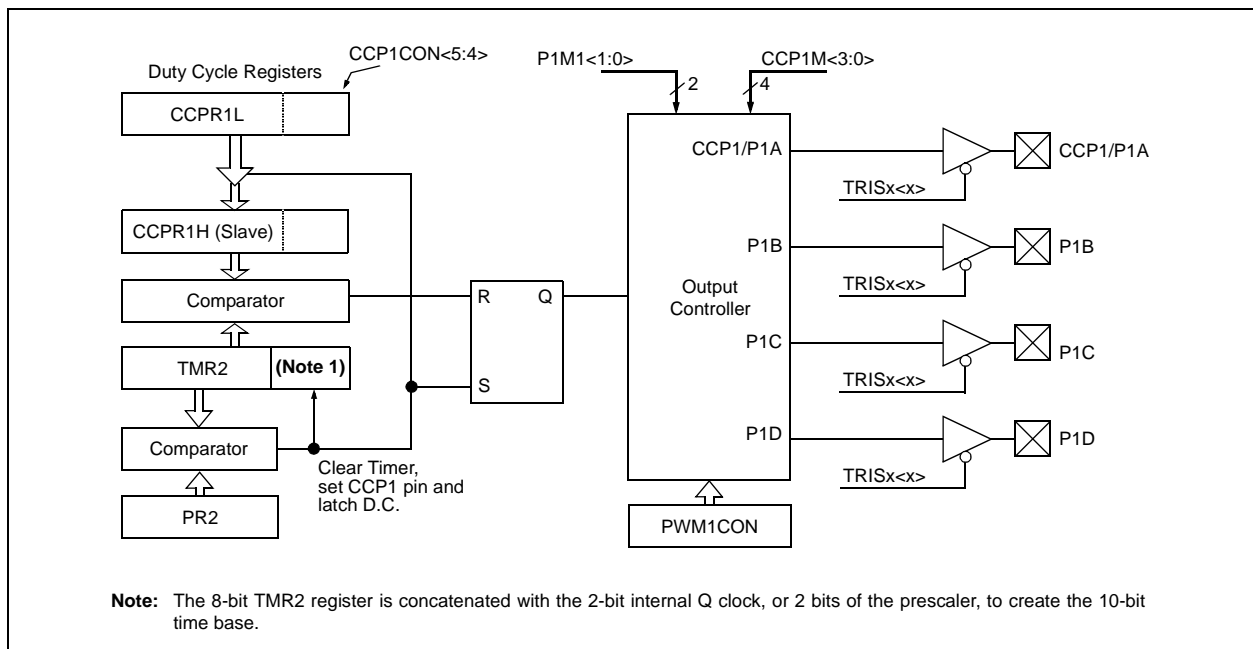 CCP1CON<5:4>
Duty Cycle Registers
CCPR1L
CCPR1H (Slave)
Comparator
TMR2
(Note 1)
Comparator
PR2
Clear Timer,
set CCP1 pin and
latch D.C.
R
Q
S
P1M1<1:0>
2
CCP1M<3:0>
4
Output
Controller
CCP1/P1A
P1B
P1C
P1D
PWM1CON
TRISx<x>
CCP1/P1A
TRISx<x>
P1B
TRISx<x>
P1C
TRISx<x>
P1D
Note: The 8-bit TMR2 register is concatenated with the 2-bit internal Q clock, or 2 bits of the prescaler, to create the 10-bit
time base.